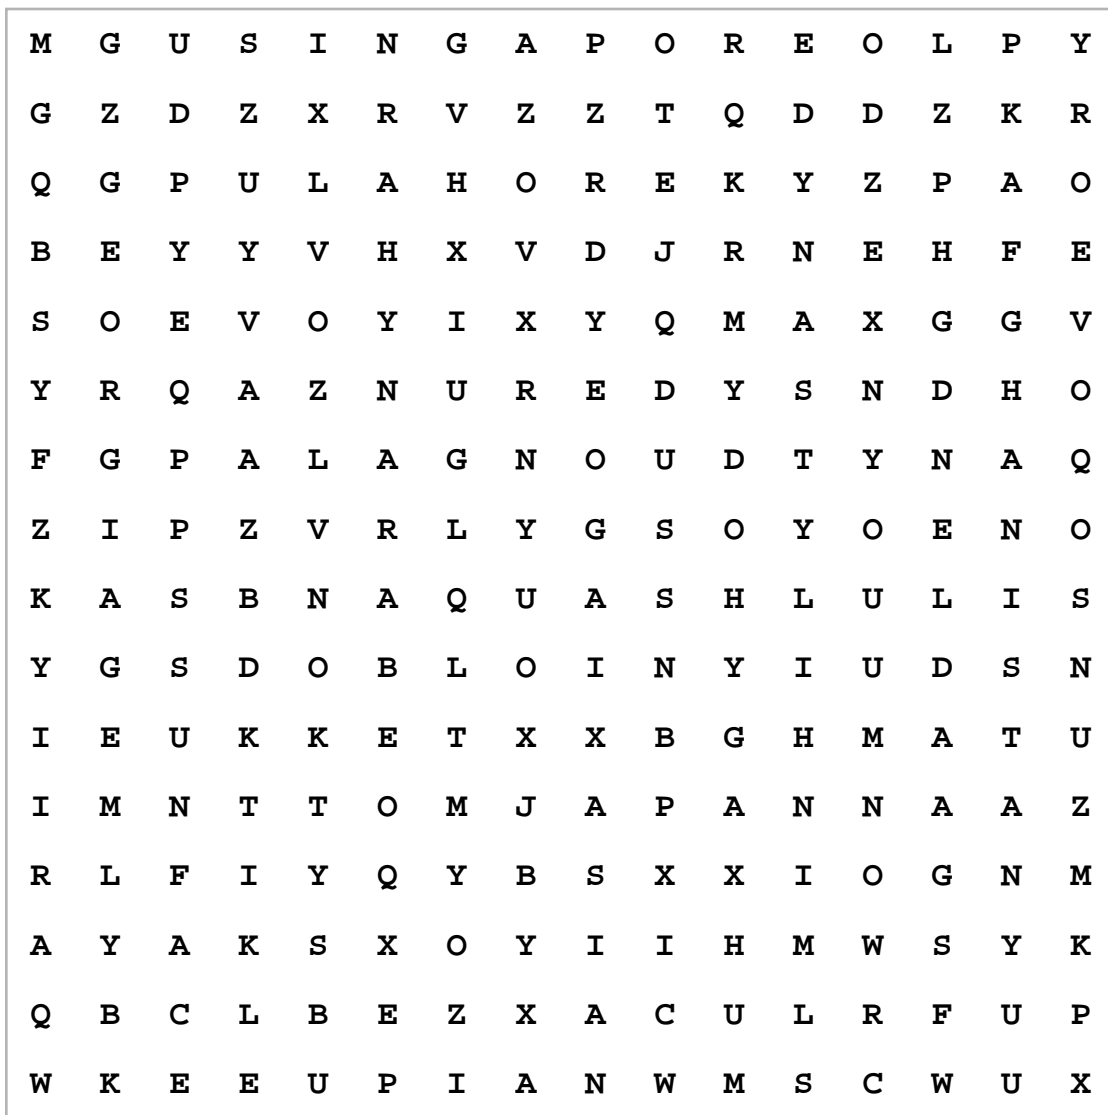 M G U S I N G A P O R E O L P Y
G Z D Z X R V Z Z T Q D D Z K R
Q G P U L A H O R E K Y Z P A O
B E Y Y V H X V D J R N E H F E
S O E V O Y I X Y Q M A X G G V
Y R Q A Z N U R E D Y S N D H O
F G P A L A G N O U D T Y N A Q
Z I P Z V R L Y G S O Y O E N O
K A S B N A Q U A S H L U L I S
Y G S D O B L O I N Y I U D S N
I E U K K E T X X B G H M A T U
I M N T T O M J A P A N N A A Z
R L F I Y Q Y B S X X I O G N M
A Y A K S X O Y I I H M W S Y K
Q B C L B E Z X A C U L R F U P
W K E E U P I A N W M S C W U X